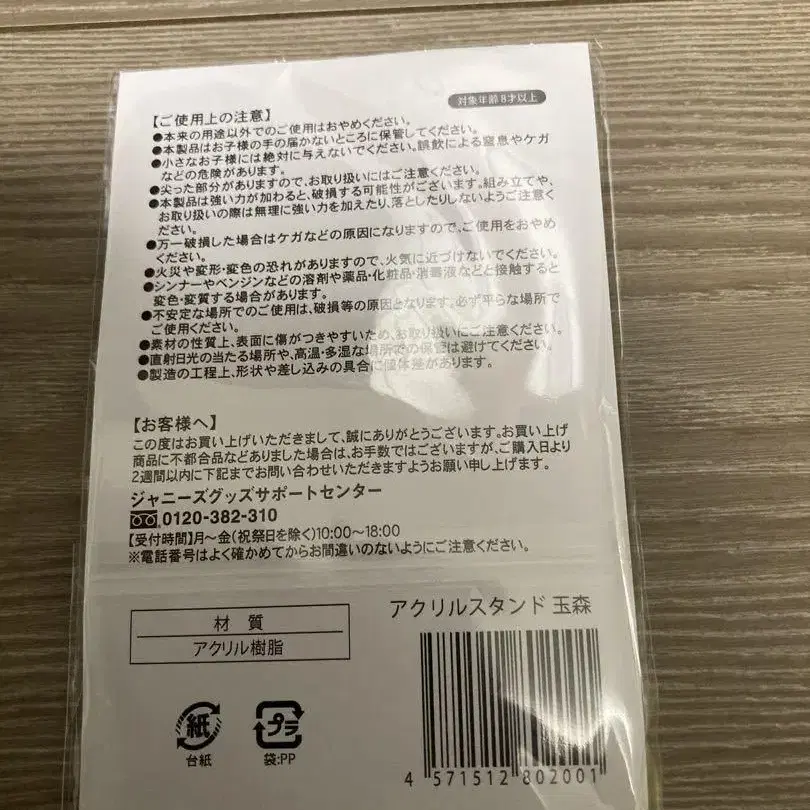 対象年齢8才以上
【ご使用上の注意】
●本来の用途以外でのご使用はおやめください。
●本製品はお子様の手の届かないところに保管してください。
●小さなお子様には絶対に与えないでください。誤飲による窒息やケガ
などの危険があります。
●尖った部分がありますので、お取り扱いにはご注意ください。
●本製品は強い力が加わると、破損する可能性がございます。組み立てや、
お取り扱いの際は無理に強い力を加えたり、落としたりしないようご注意く
ださい。
●万一破損した場合はケガなどの原因になりますので、ご使用をおやめ
ください。
●火災や変形・変色の恐れがありますので、火気に近づけないでください。
●シンナーやベンジンなどの溶剤や薬品・化粧品・消毒液などと接触すると
変色・変質する場合があります。
●不安定な場所でのご使用は、破損等の原因となります。必ず平らな場所で
ご使用ください。
●素材の性質上、表面に傷がつきやすいため、お取り扱いにご注意ください。
●直射日光の当たる場所や、高温・多湿な場所での保管は避けてください。
●製造の工程上、形状や差し込みの具合に個体差があります。
【お客様へ】
この度はお買い上げいただきまして、誠にありがとうございます。お買い上げ
商品に不都合品などありました場合は、お手数ではございますが、ご購入日より
2週間以内に下記までお問い合わせいただきますようお願い申し上げます。
ジャニーズグッズサポートセンター
0120-382-310
【受付時間】月〜金(祝祭日を除く)10:00〜18:00
※電話番号はよく確かめてからお間違いのないようにご注意ください。
材 質
アクリル樹脂
アクリルスタンド 玉森
紙
台紙
プラ
袋:PP
4 571512 802001